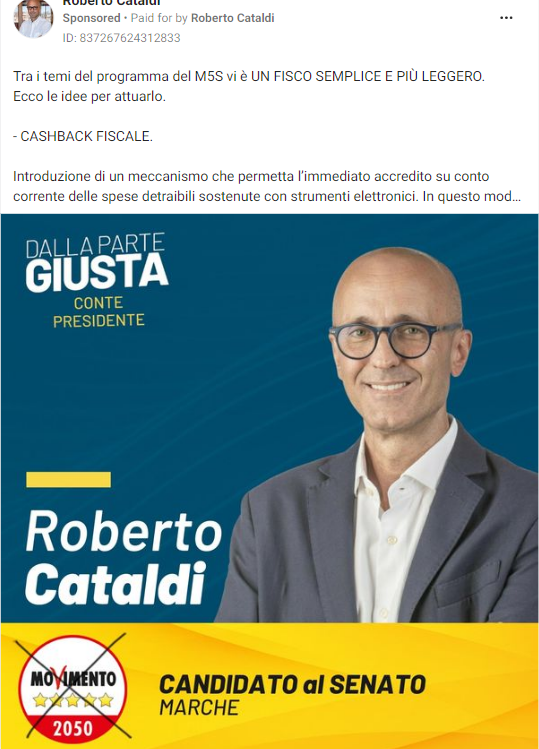 Roberto Cataldi
Sponsored • Paid for by Roberto Cataldi
ID: 837267624312833
Tra i temi del programma del M5S vi è UN FISCO SEMPLICE E PIÙ LEGGERO.
Ecco le idee per attuarlo.
- CASHBACK FISCALE.
Introduzione di un meccanismo che permetta l’immediato accredito su conto
corrente delle spese detraibili sostenute con strumenti elettronici. In questo mod...
DALLA PARTE
GIUSTA
CONTE
PRESIDENTE
Roberto
Cataldi
MOVIMENTO
2050
CANDIDATO al SENATO
MARCHE